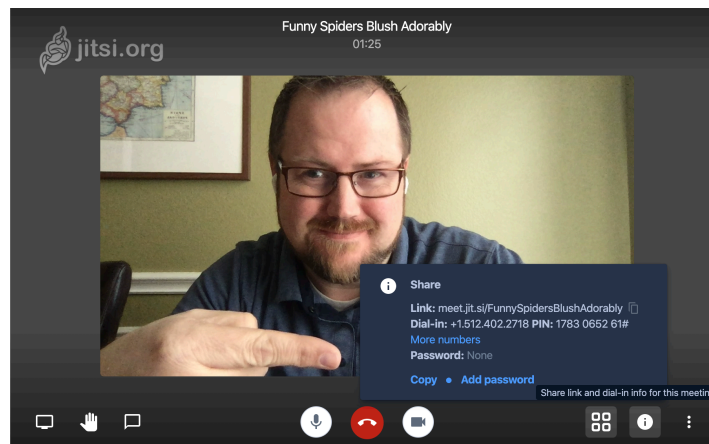 Funny Spiders Blush Adorably
jitsi.org
01:25
Share
Link: meet.jit.si/FunnySpidersBlushAdorably
Dial-in: +1.512.402.2718 PIN: 1783 0652 61#
More numbers
Password: None
Copy • Add password
Share link and dial-in info for this meetin